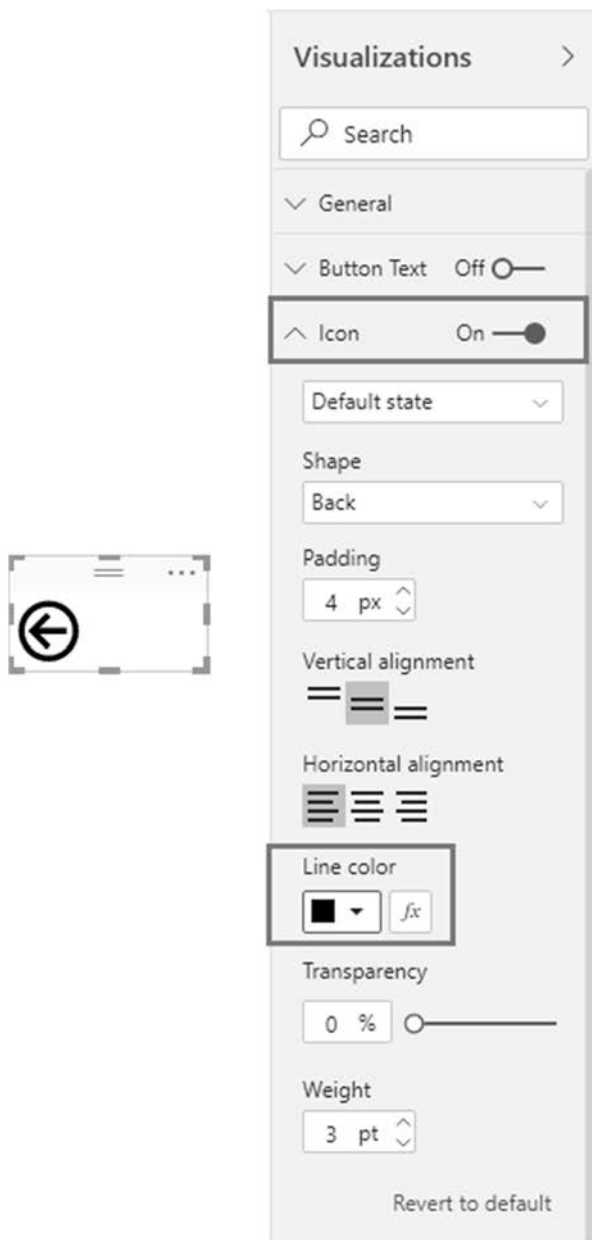 Visualizations
Search
General
Button Text Off
Icon On
Default state
Shape
Back
Padding
4 px
Vertical alignment
Horizontal alignment
Line color
fx
Transparency
0 %
Weight
3 pt
Revert to default